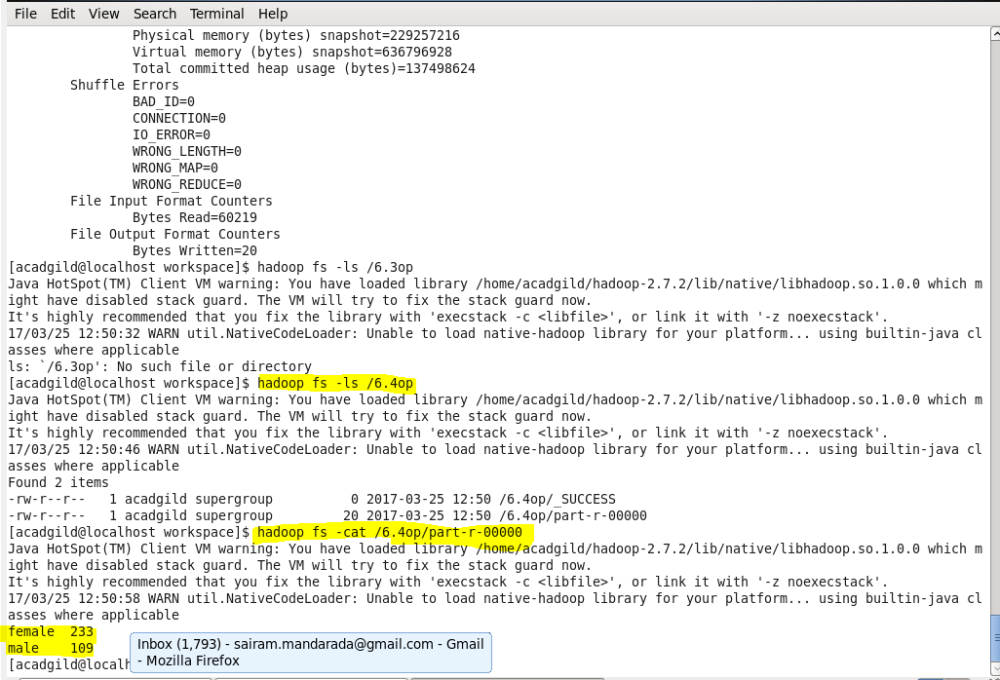 File Edit View Search Terminal Help
Physical memory (bytes) snapshot=229257216
Virtual memory (bytes) snapshot=636796928
Total committed heap usage (bytes)=137498624
Shuffle Errors
BAD_ID=0
CONNECTION=0
IO_ERROR=0
WRONG_LENGTH=0
WRONG_MAP=0
WRONG_REDUCE=0
File Input Format Counters
Bytes Read=60219
File Output Format Counters
Bytes Written=20
[acadgild@localhost workspace]$ hadoop fs -ls /6.3op
Java HotSpot(TM) Client VM warning: You have loaded library /home/acadgild/hadoop-2.7.2/lib/native/libhadoop.so.1.0.0 which m
ight have disabled stack guard. The VM will try to fix the stack guard now.
It's highly recommended that you fix the library with 'execstack -c <libfile>', or link it with '-z noexecstack'.
17/03/25 12:50:32 WARN util.NativeCodeLoader: Unable to load native-hadoop library for your platform... using builtin-java cl
asses where applicable
ls: `/6.3op': No such file or directory
[acadgild@localhost workspace]$ hadoop fs -ls /6.4op
Java HotSpot(TM) Client VM warning: You have loaded library /home/acadgild/hadoop-2.7.2/lib/native/libhadoop.so.1.0.0 which m
ight have disabled stack guard. The VM will try to fix the stack guard now.
It's highly recommended that you fix the library with 'execstack -c <libfile>', or link it with '-z noexecstack'.
17/03/25 12:50:46 WARN util.NativeCodeLoader: Unable to load native-hadoop library for your platform... using builtin-java cl
asses where applicable
Found 2 items
-rw-r--r-- 1 acadgild supergroup 0 2017-03-25 12:50 /6.4op/_SUCCESS
-rw-r--r-- 1 acadgild supergroup 20 2017-03-25 12:50 /6.4op/part-r-00000
[acadgild@localhost workspace]$ hadoop fs -cat /6.4op/part-r-00000
Java HotSpot(TM) Client VM warning: You have loaded library /home/acadgild/hadoop-2.7.2/lib/native/libhadoop.so.1.0.0 which m
ight have disabled stack guard. The VM will try to fix the stack guard now.
It's highly recommended that you fix the library with 'execstack -c <libfile>', or link it with '-z noexecstack'.
17/03/25 12:50:58 WARN util.NativeCodeLoader: Unable to load native-hadoop library for your platform... using builtin-java cl
asses where applicable
female 233
male 109
Inbox (1,793) - sairam.mandarada@gmail.com - Gmail
- Mozilla Firefox
[acadgild@localh